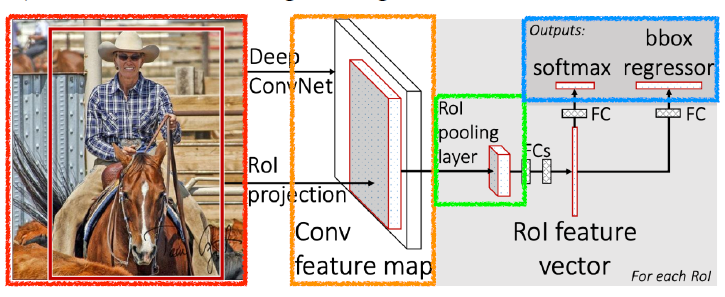 Deep
ConvNet
RoI
projection
Conv
feature map
RoI
pooling
layer
FCs
Outputs:
softmax
bbox
regressor
FC
FC
RoI feature
vector
For each RoI